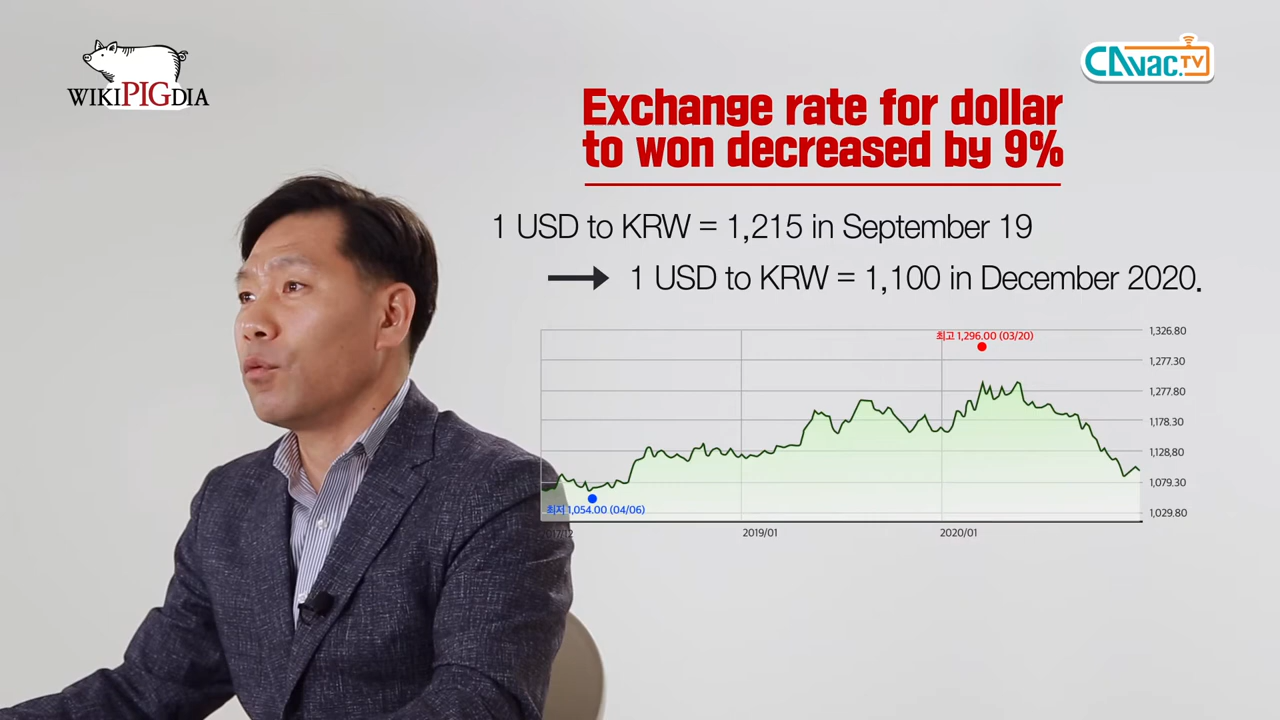 WIKIPIGDIA
CAvac.TV
Exchange rate for dollar
to won decreased by 9%
1 USD to KRW = 1,215 in September 19
1 USD to KRW = 1,100 in December 2020.
최고 1,296.00 (03/20)
1,326.80
1,277.30
1,277.80
1,178.30
1,128,80
1,079.30
1,029.80
최저 1,054.00 (04/06)
2019/01
2020/01